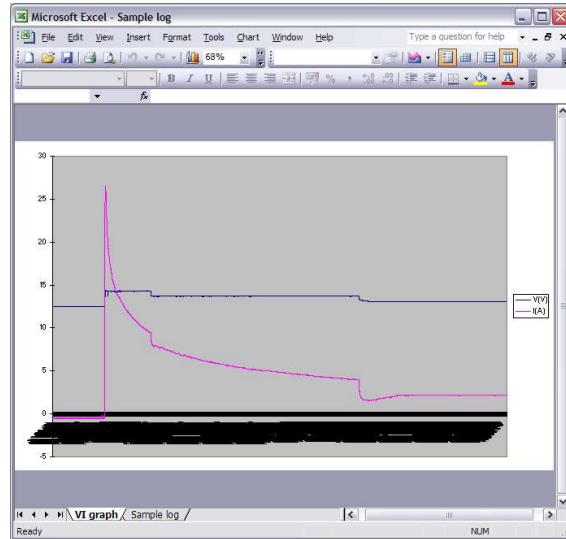 Microsoft Excel - Sample log
File Edit View Insert Format Tools Chart Window Help Type a question for help
68%
B I U
fx
30
25
20
15
10
5
0
-5
V(V)
I(A)
VI graph Sample log
Ready NUM